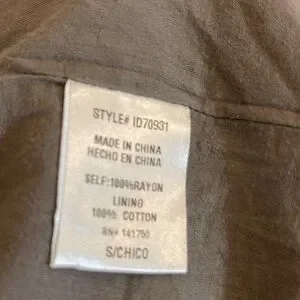 STYLE# ID70931
MADE IN CHINA
HECHO EN CHINA
SELF:100%RAYON
LINING
100% COTTON
RN# 141750
S/CHICO